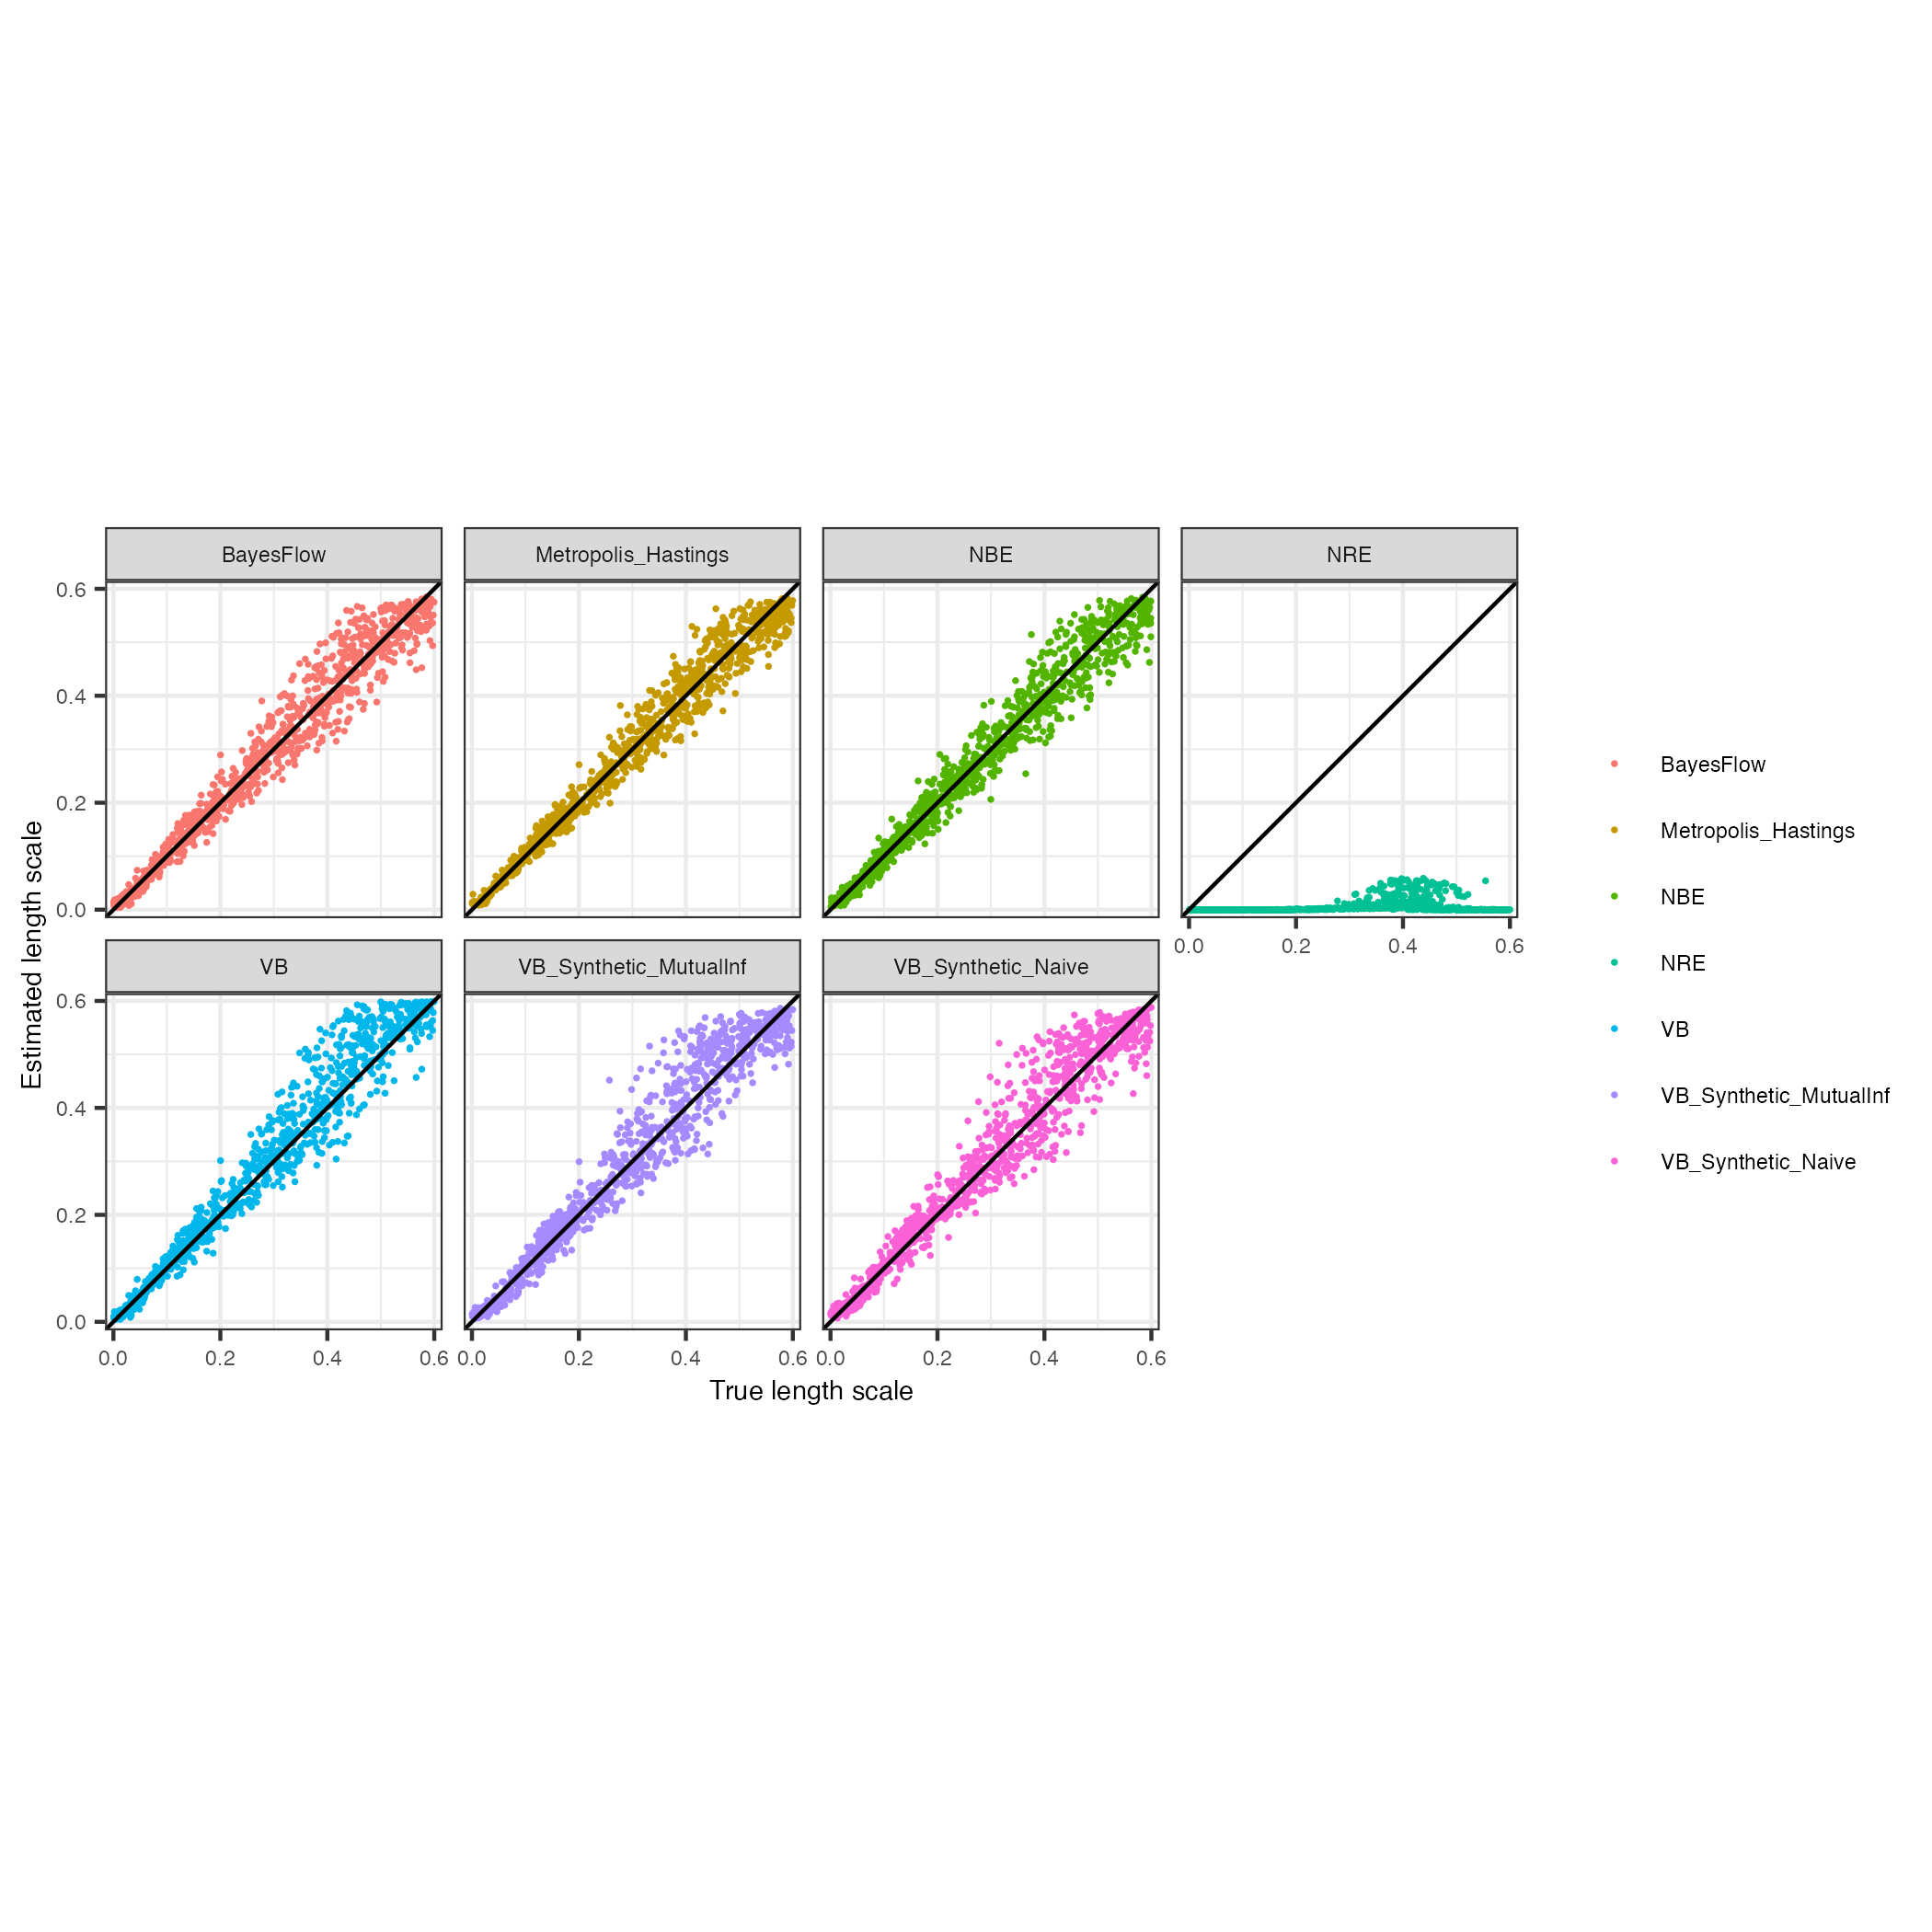 BayesFlow
Metropolis_Hastings
NBE
NRE
0.6
0.4
0.2
0.0
0.0 0.2 0.4 0.6
VB
VB_Synthetic_MutualInf
VB_Synthetic_Naive
0.6
0.4
0.2
0.0
0.0 0.2 0.4 0.6
0.0 0.2 0.4 0.6
0.0 0.2 0.4 0.6
True length scale
Estimated length scale
BayesFlow
Metropolis_Hastings
NBE
NRE
VB
VB_Synthetic_MutualInf
VB_Synthetic_Naive